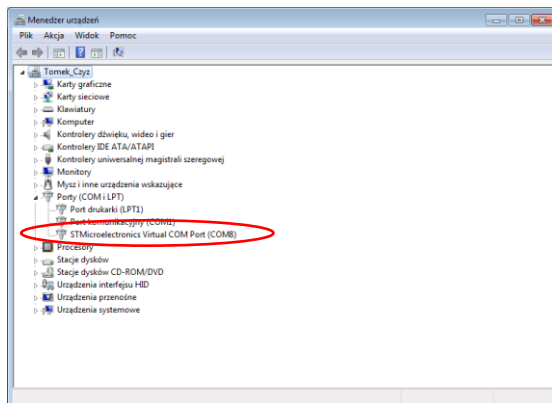 Menedżer urządzeń
Plik Akcja Widok Pomoc
Tomek_Czyz
Karty graficzne
Karty sieciowe
Klawiatury
Komputer
Kontrolery dźwięku, wideo i gier
Kontrolery IDE ATA/ATAPI
Kontrolery uniwersalnej magistrali szeregowej
Monitory
Mysz i inne urządzenia wskazujące
Porty (COM i LPT)
Port drukarki (LPT1)
Port komunikacyjny (COM1)
STMicroelectronics Virtual COM Port (COM8)
Procesory
Stacje dysków
Stacje dysków CD-ROM/DVD
Urządzenia interfejsu HID
Urządzenia przenośne
Urządzenia systemowe